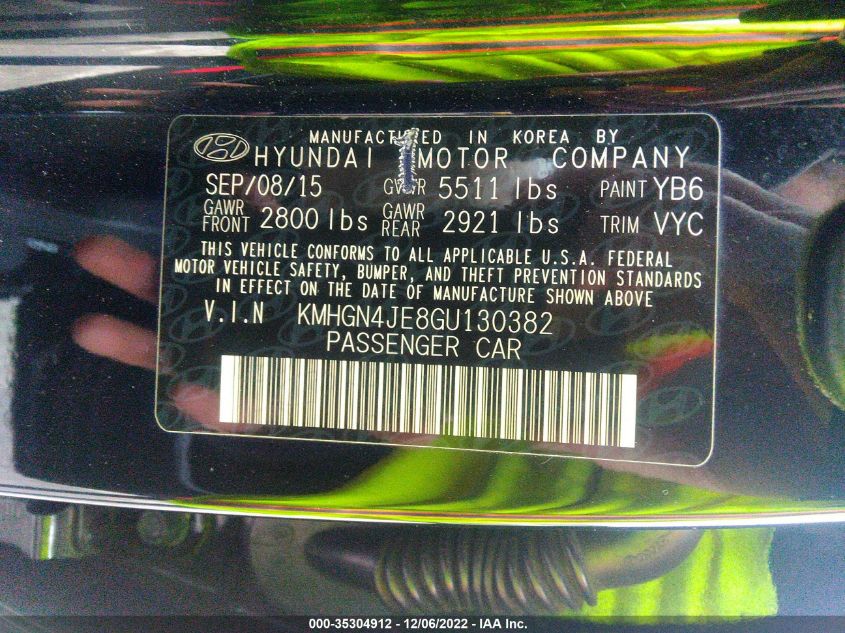 MANUFACTURED IN KOREA BY
HYUNDAI MOTOR COMPANY
SEP/08/15 GVWR 5511 lbs PAINT YB6
GAWR FRONT 2800 lbs GAWR REAR 2921 lbs TRIM VYC
THIS VEHICLE CONFORMS TO ALL APPLICABLE U.S.A. FEDERAL
MOTOR VEHICLE SAFETY, BUMPER, AND THEFT PREVENTION STANDARDS
IN EFFECT ON THE DATE OF MANUFACTURE SHOWN ABOVE
V.I.N KMHGN4JE8GU130382
PASSENGER CAR
000-35304912 - 12/06/2022 - IAA Inc.